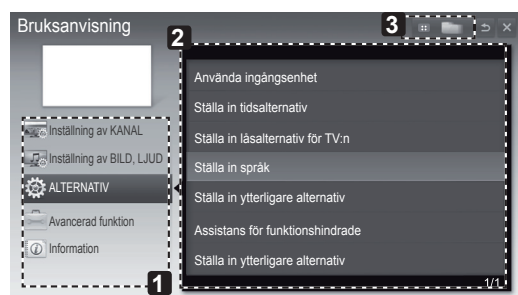 Bruksanvisning
3
2
Inställning av KANAL
Inställning av BILD, LJUD
ALTERNATIV
Avancerad funktion
Information
1
Använda ingångsenhet
Ställa in tidsalternativ
Ställa in låsalternativ för TV:n
Ställa in språk
Ställa in ytterligare alternativ
Assistans för funktionshindrade
Ställa in ytterligare alternativ
1/1